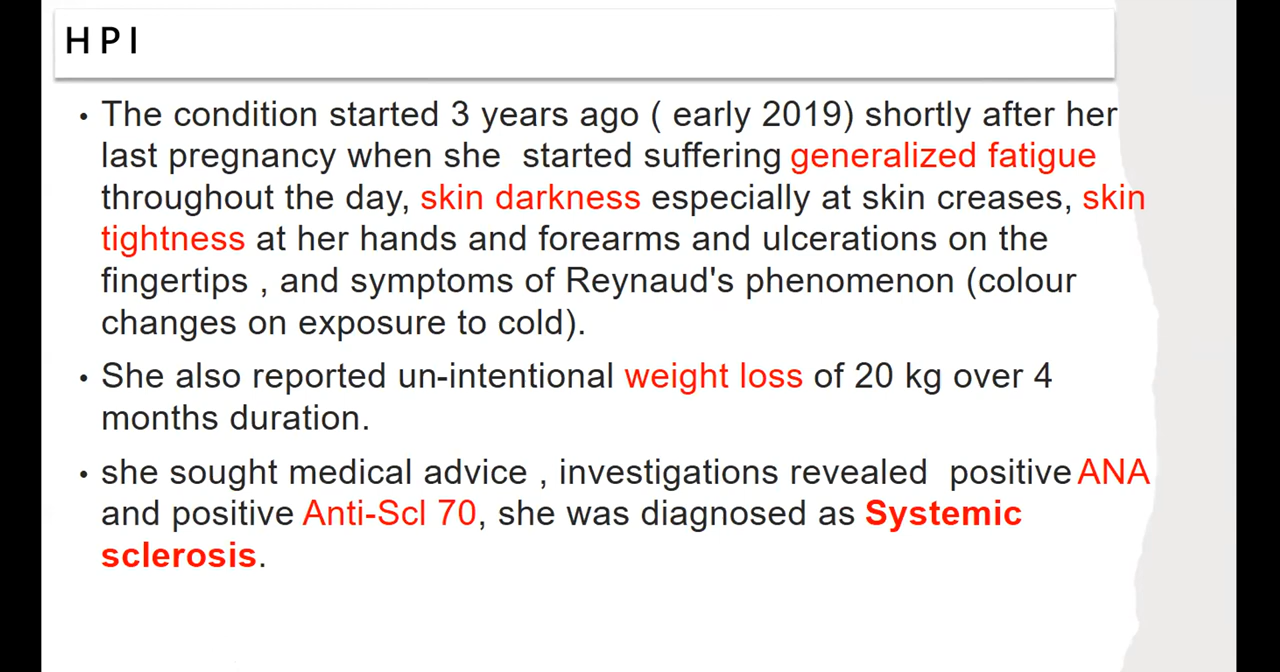 HPI
• The condition started 3 years ago ( early 2019) shortly after her
last pregnancy when she started suffering generalized fatigue
throughout the day, skin darkness especially at skin creases, skin
tightness at her hands and forearms and ulcerations on the
fingertips , and symptoms of Reynaud's phenomenon (colour
changes on exposure to cold).
• She also reported un-intentional weight loss of 20 kg over 4
months duration.
• she sought medical advice , investigations revealed positive ANA
and positive Anti-Scl 70, she was diagnosed as Systemic
sclerosis.